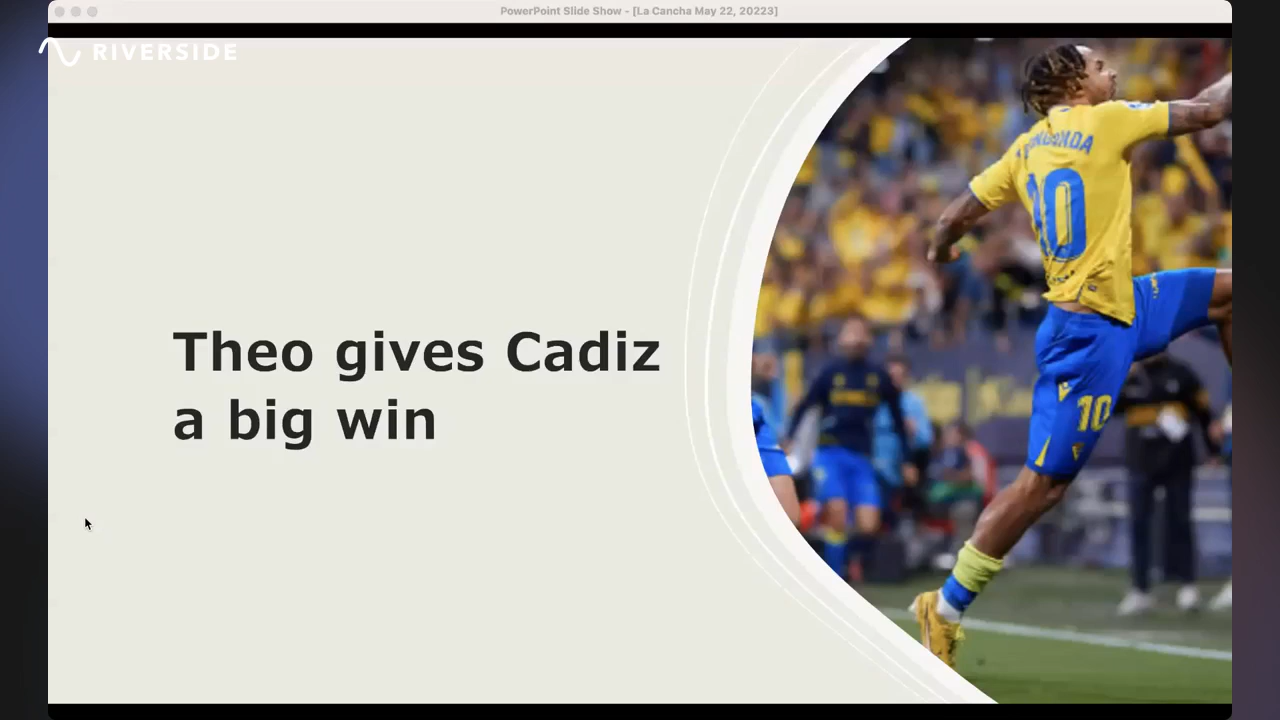 PowerPoint Slide Show - [La Cancha May 22, 20223]
RIVERSIDE
Theo gives Cadiz
a big win
10
10